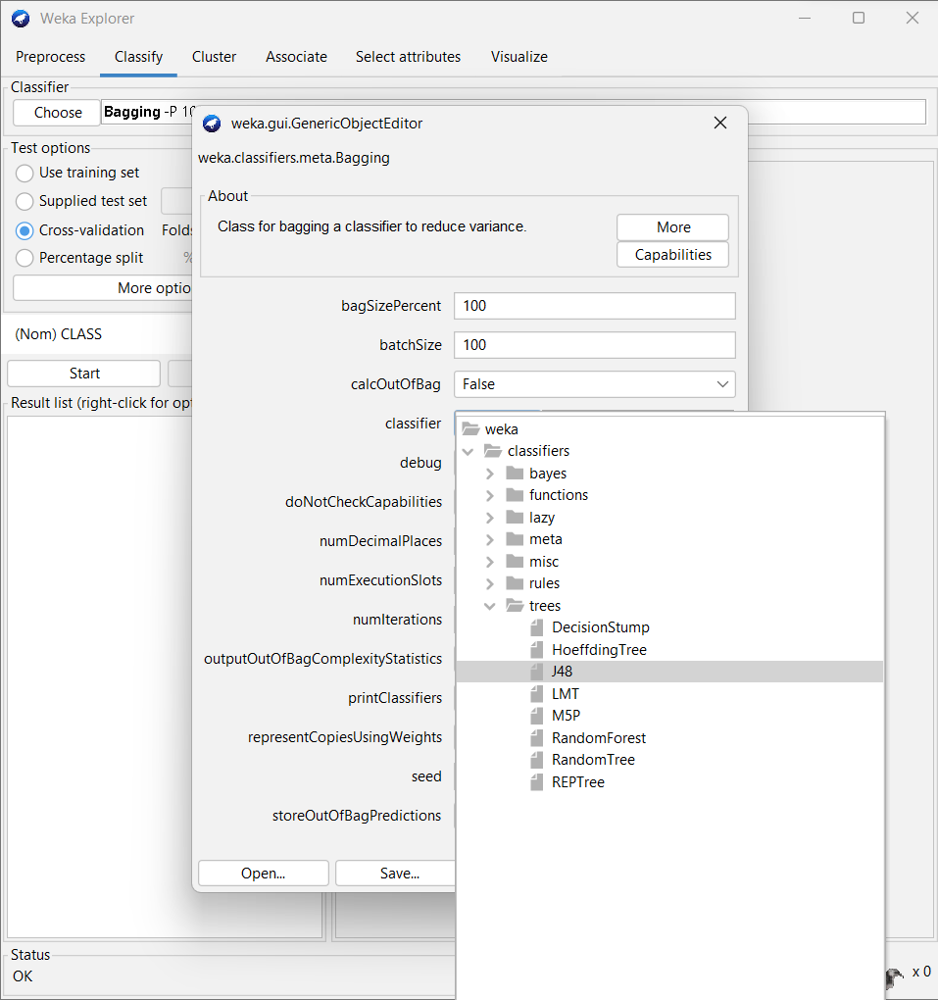 Weka Explorer
Preprocess Classify Cluster Associate Select attributes Visualize
Classifier
Choose Bagging -P 10
Test options
Use training set
Supplied test set
Cross-validation Folds
Percentage split %
More optio
(Nom) CLASS
Start
Result list (right-click for opt
weka.gui.GenericObjectEditor
weka.classifiers.meta.Bagging
About
Class for bagging a classifier to reduce variance.
More
Capabilities
bagSizePercent 100
batchSize 100
calcOutOfBag False
classifier
debug
doNotCheckCapabilities
numDecimalPlaces
numExecutionSlots
numIterations
outputOutOfBagComplexityStatistics
printClassifiers
representCopiesUsingWeights
seed
storeOutOfBagPredictions
Open... Save...
weka
classifiers
bayes
functions
lazy
meta
misc
rules
trees
DecisionStump
HoeffdingTree
J48
LMT
M5P
RandomForest
RandomTree
REPTree
Status
OK
x 0